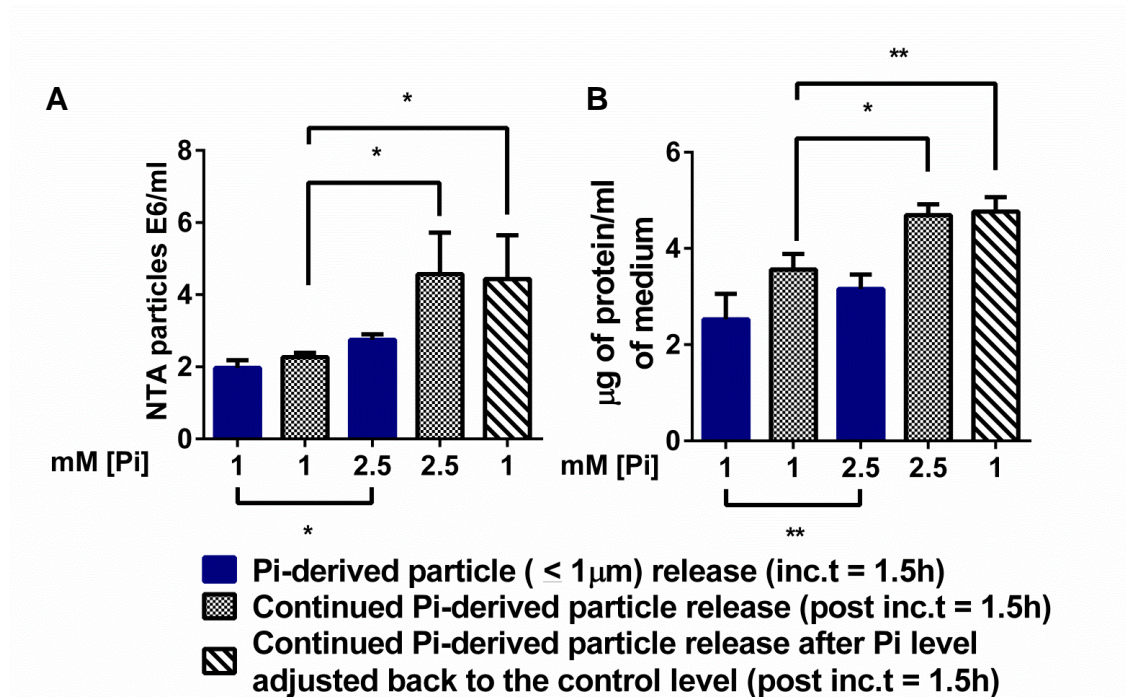 A
B
*
*
**
*
NTA particles E6/ml
8
6
4
2
0
µg of protein/ml
of medium
6
4
2
0
mM [Pi] 1 1 2.5 2.5 1
mM [Pi] 1 1 2.5 2.5 1
*
**
Pi-derived particle ( ≤ 1µm) release (inc.t = 1.5h)
Continued Pi-derived particle release (post inc.t = 1.5h)
Continued Pi-derived particle release after Pi level
adjusted back to the control level (post inc.t = 1.5h)